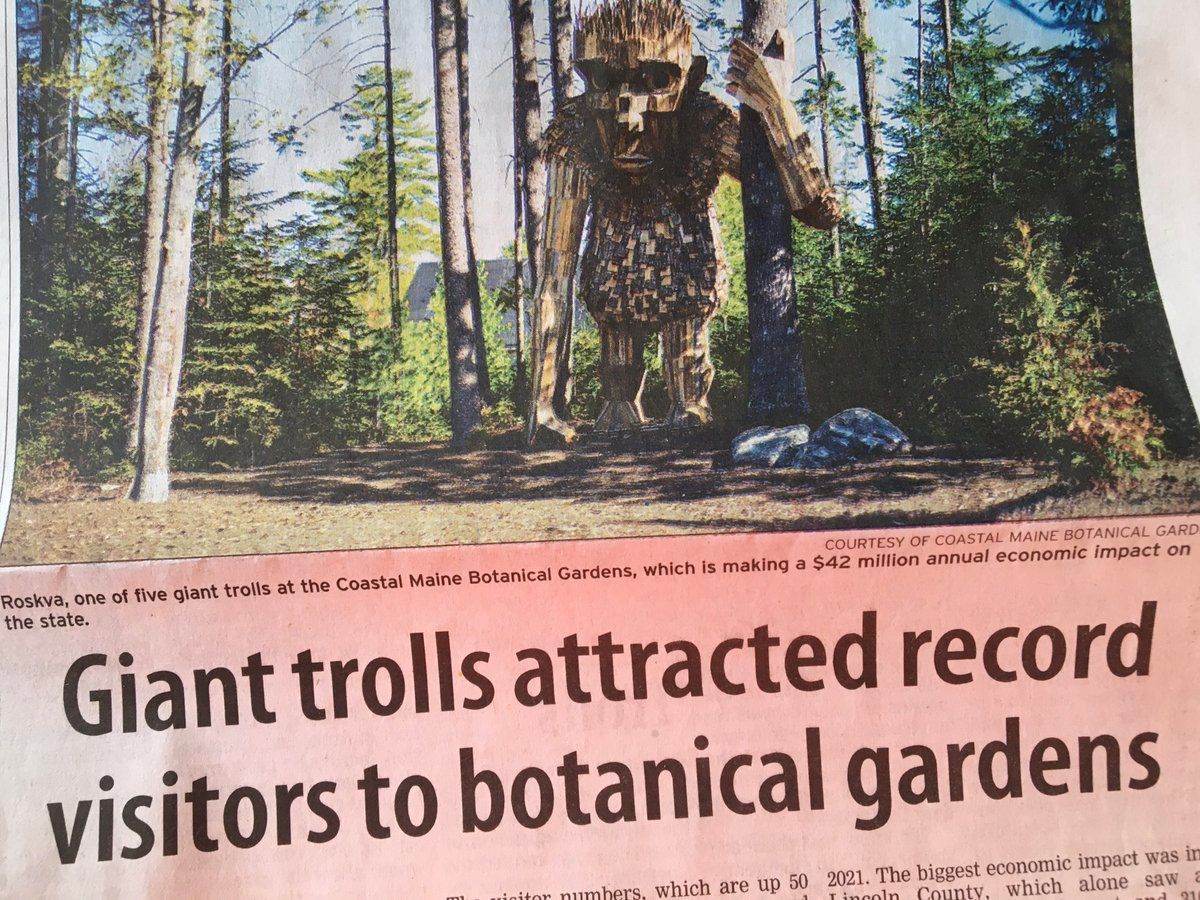 COURTESY OF COASTAL MAINE BOTANICAL GARD
Roskva, one of five giant trolls at the Coastal Maine Botanical Gardens, which is making a $42 million annual economic impact on
the state.
Giant trolls attracted record
visitors to botanical gardens
visitor numbers, which are up 50
2021. The biggest economic impact was in
Lincoln County, which alone saw a